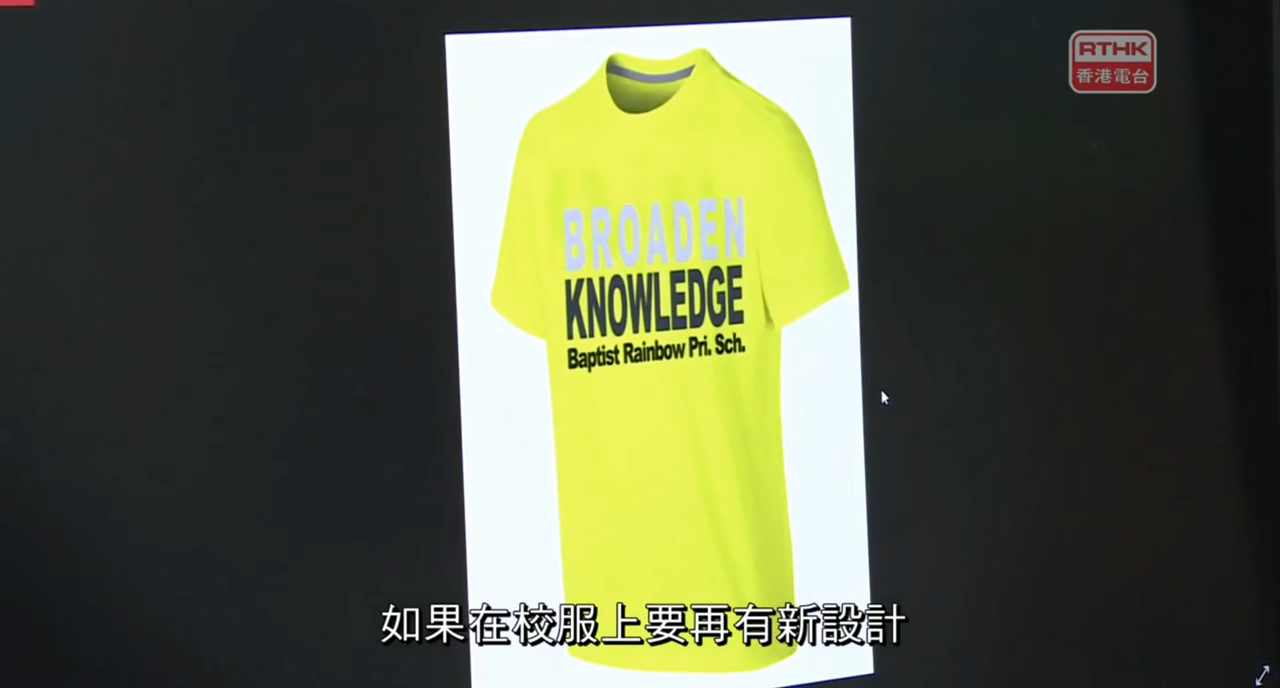 RTHK
香港電台
BROADEN
KNOWLEDGE
Baptist Rainbow Pri. Sch.
如果在校服上要再有新設計